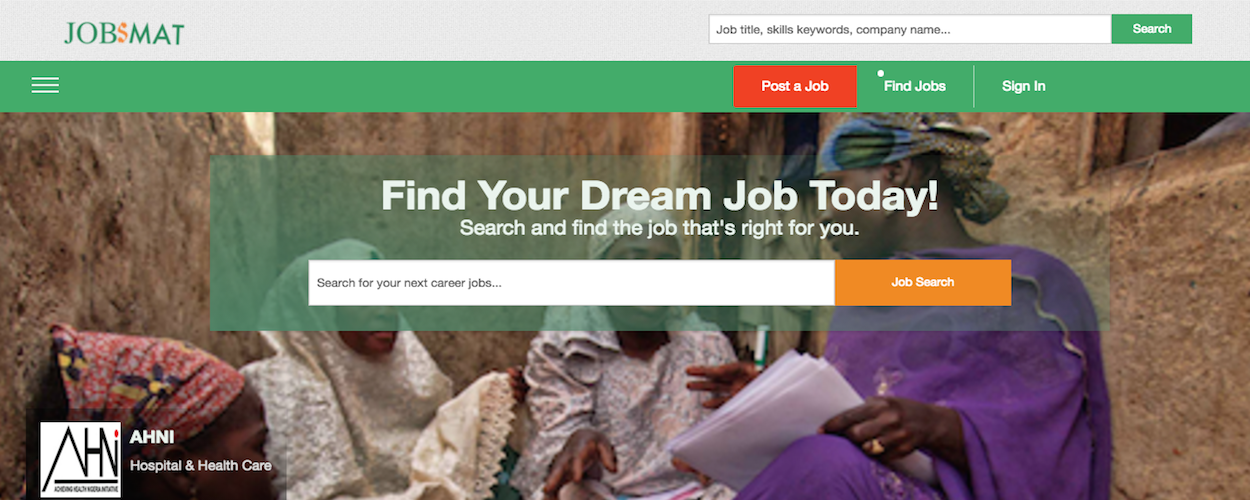 JOBSMAT
Job title, skills keywords, company name...
Search
Post a Job
Find Jobs
Sign In
Find Your Dream Job Today!
Search and find the job that's right for you.
Search for your next career jobs...
Job Search
AHNi
ACHIEVING HEALTH NIGERIA INITIATIVE
AHNI
Hospital & Health Care